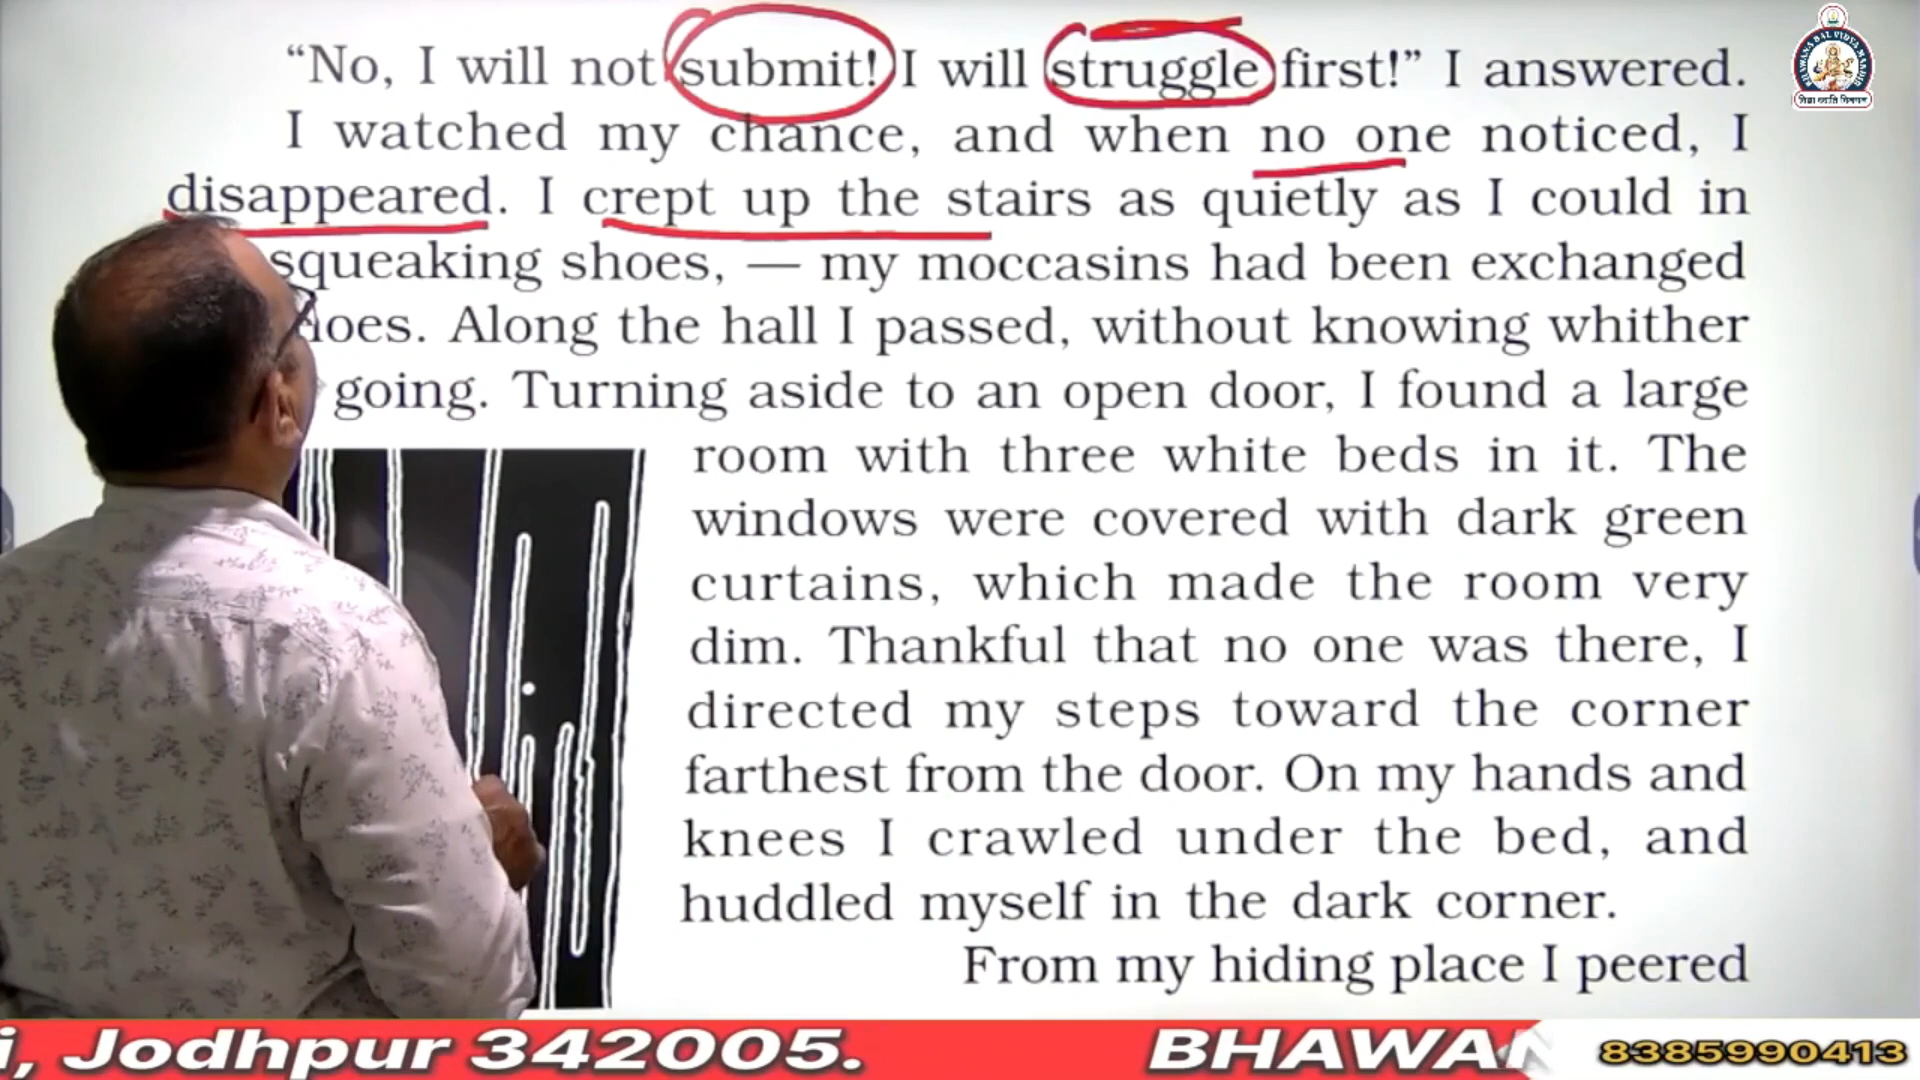 “No, I will not submit! I will struggle first!” I answered.
I watched my chance, and when no one noticed, I
disappeared. I crept up the stairs as quietly as I could in
squeaking shoes, — my moccasins had been exchanged
Along the hall I passed, without knowing whither
going. Turning aside to an open door, I found a large
room with three white beds in it. The
windows were covered with dark green
curtains, which made the room very
dim. Thankful that no one was there, I
directed my steps toward the corner
farthest from the door. On my hands and
knees I crawled under the bed, and
huddled myself in the dark corner.
From my hiding place I peered
Jodhpur 342005.
8385990413